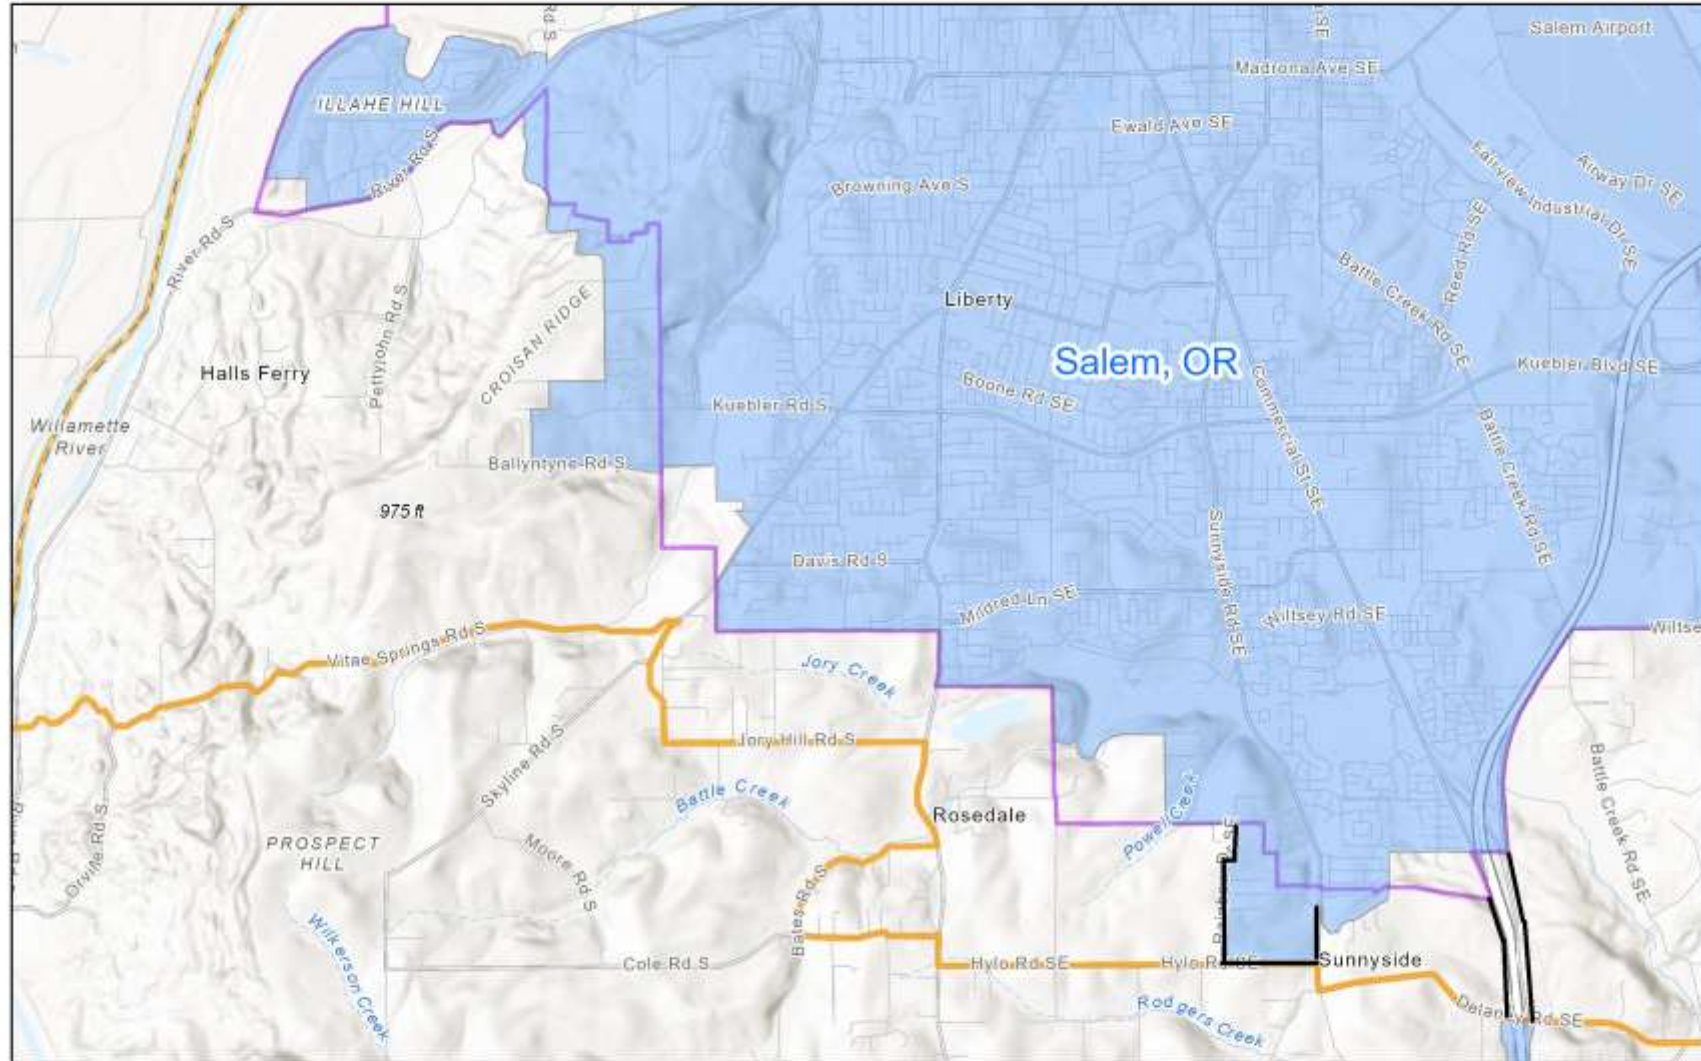 Rd S
SE
Salem Airport
Madrona Ave SE
ILLAHE HILL
Ewald Ave SE
River Rd S
Browning Ave S
Fairview Industrial Dr SE
Airway Dr SE
River Rd S
Reed Rd SE
Battle Creek Rd SE
Liberty
Pettyjohn Rd S
CROISAN RIDGE
Halls Ferry
Salem, OR
Kuebler Blvd SE
Boone Rd SE
Commercial St SE
Kuebler Rd S
Willamette
River
Battle Creek Rd SE
Ballyntyne Rd S
975 ft
Sunnyside Rd SE
Davis Rd S
Mildred Ln SE
Wiltsey Rd SE
Wiltse
Vitae Springs Rd S
Jory Creek
Jory Hill Rd S
Skyline Rd S
Battle Creek
Battle Creek Rd SE
Rosedale
Powell Creek
Orville Rd S
PROSPECT
HILL
Moore Rd S
Bates Rd S
Wilkerson Creek
Cole Rd S
Hylo Rd SE
Hylo Rd SE
Sunnyside
Rodgers Creek
Delaney Rd SE